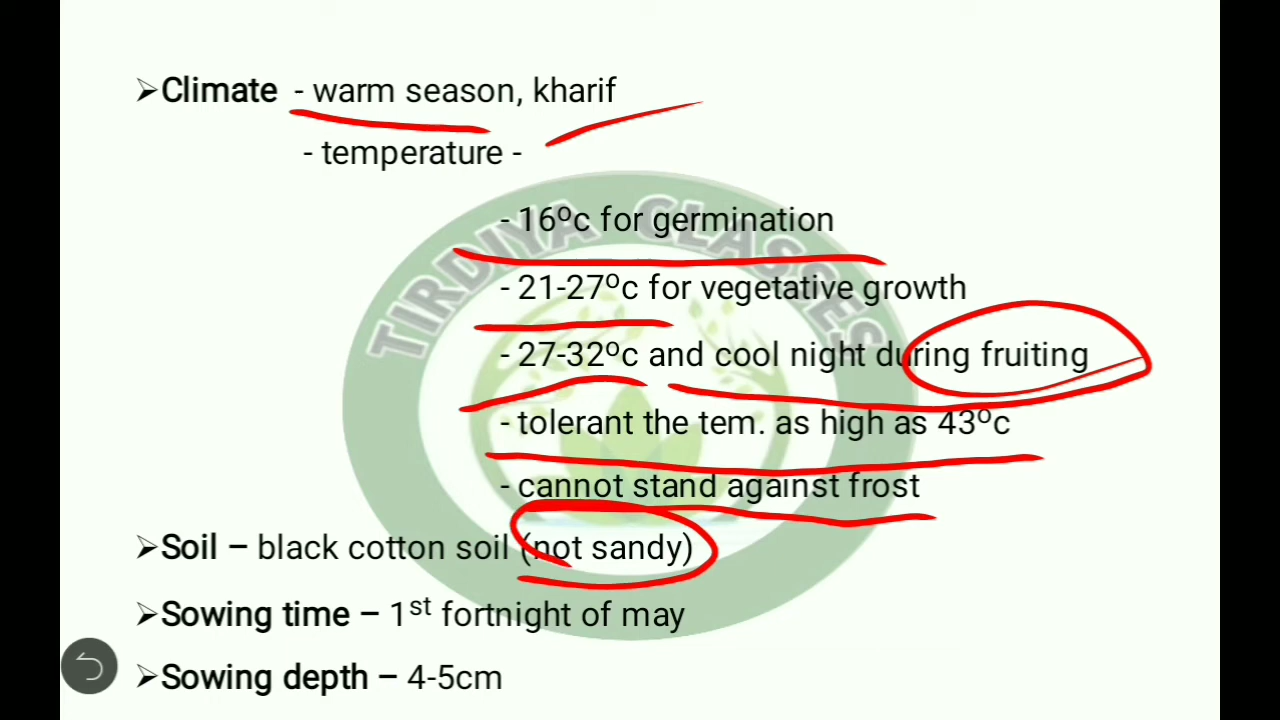 ➢Climate - warm season, kharif
- temperature -
- 16ºc for germination
- 21-27ºc for vegetative growth
- 27-32ºc and cool night during fruiting
- tolerant the tem. as high as 43ºc
- cannot stand against frost
➢Soil – black cotton soil (not sandy)
➢Sowing time – 1st fortnight of may
➢Sowing depth – 4-5cm
TIRDIYA CLASSES